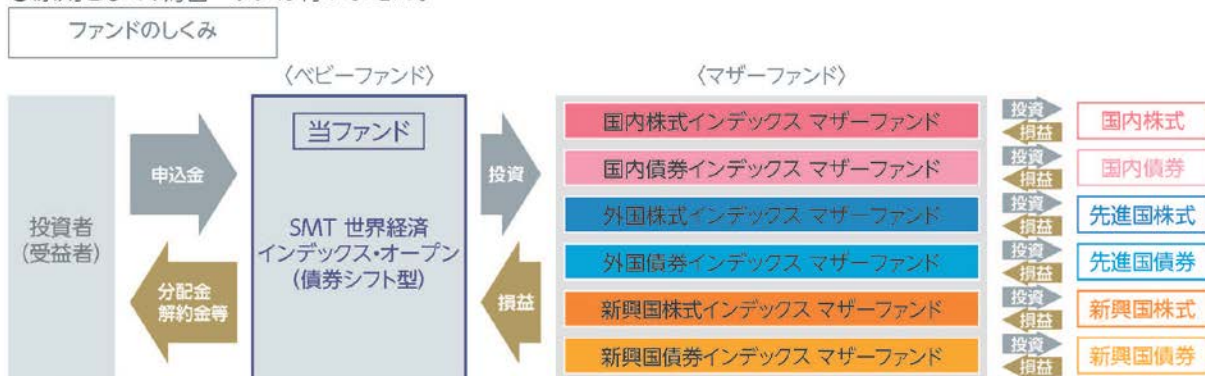 ファンドのしくみ
〈ベビーファンド〉
〈マザーファンド〉
投資者
(受益者)
申込金
分配金
解約金等
当ファンド
SMT 世界経済
インデックス・オープン
(債券シフト型)
投資
損益
国内株式インデックス マザーファンド
投資
損益
国内株式
国内債券インデックス マザーファンド
投資
損益
国内債券
外国株式インデックス マザーファンド
投資
損益
先進国株式
外国債券インデックス マザーファンド
投資
損益
先進国債券
新興国株式インデックス マザーファンド
投資
損益
新興国株式
新興国債券インデックス マザーファンド
投資
損益
新興国債券